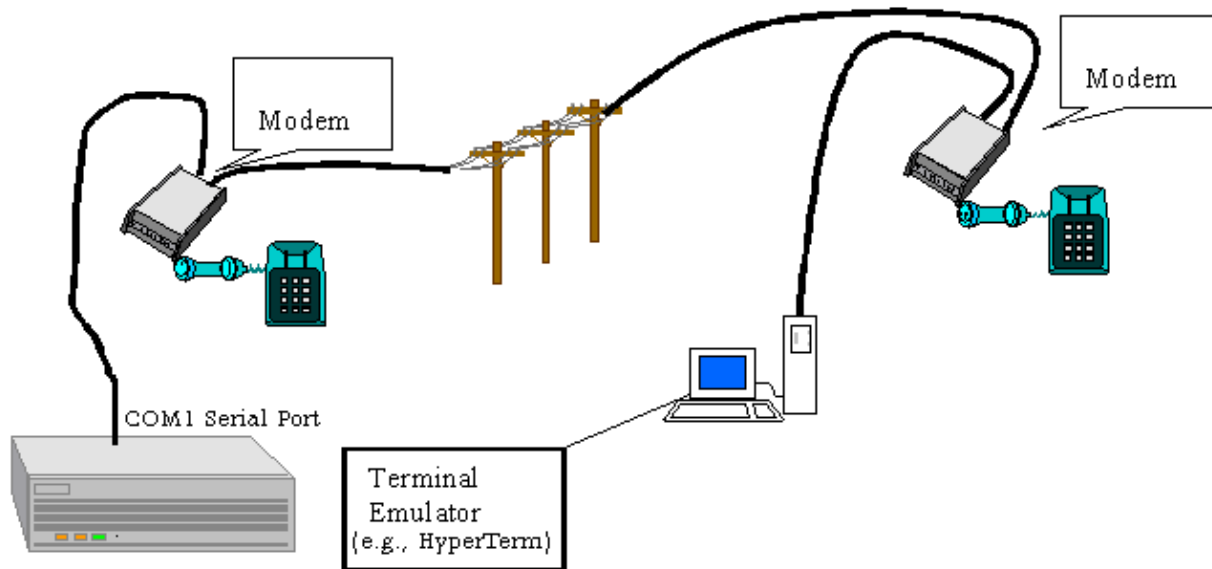 Modem
Modem
COM1 Serial Port
Terminal
Emulator
(e.g., HyperTerm)